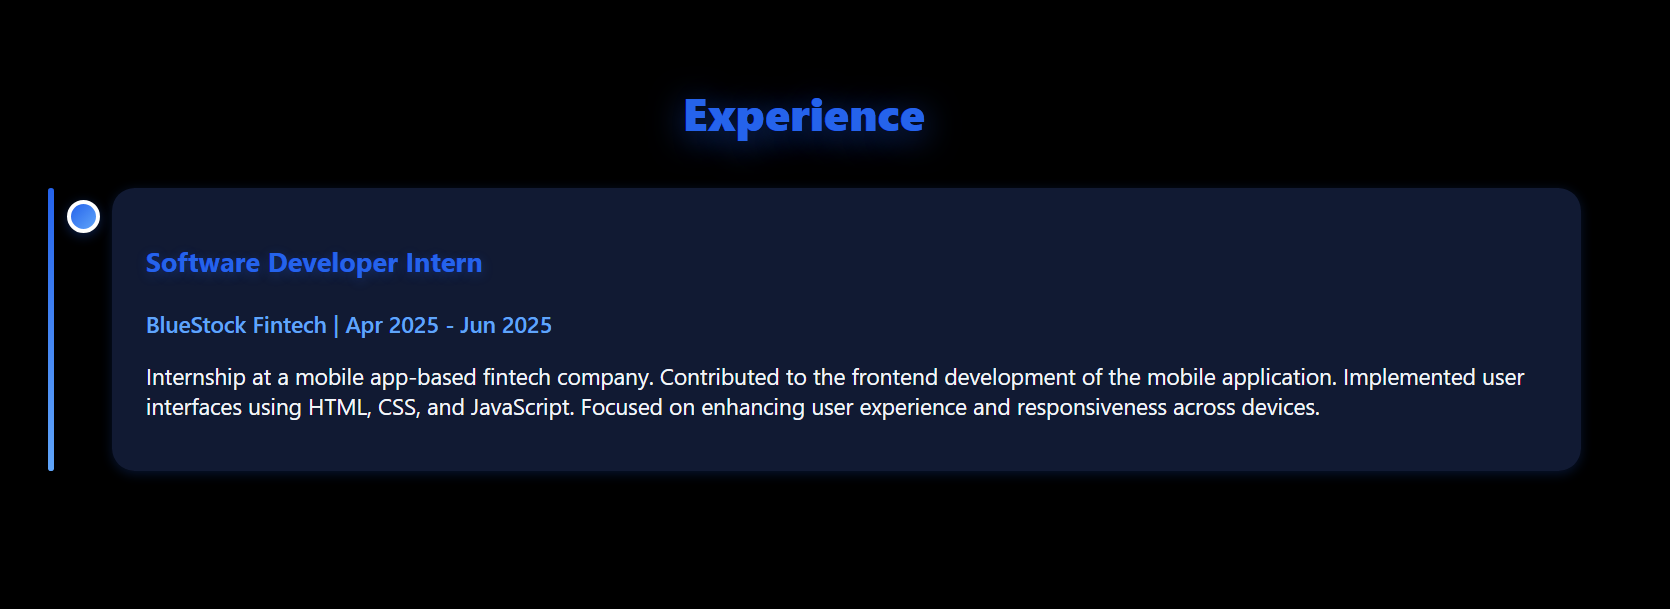 Experience
Software Developer Intern
BlueStock Fintech | Apr 2025 - Jun 2025
Internship at a mobile app-based fintech company. Contributed to the frontend development of the mobile application. Implemented user
interfaces using HTML, CSS, and JavaScript. Focused on enhancing user experience and responsiveness across devices.